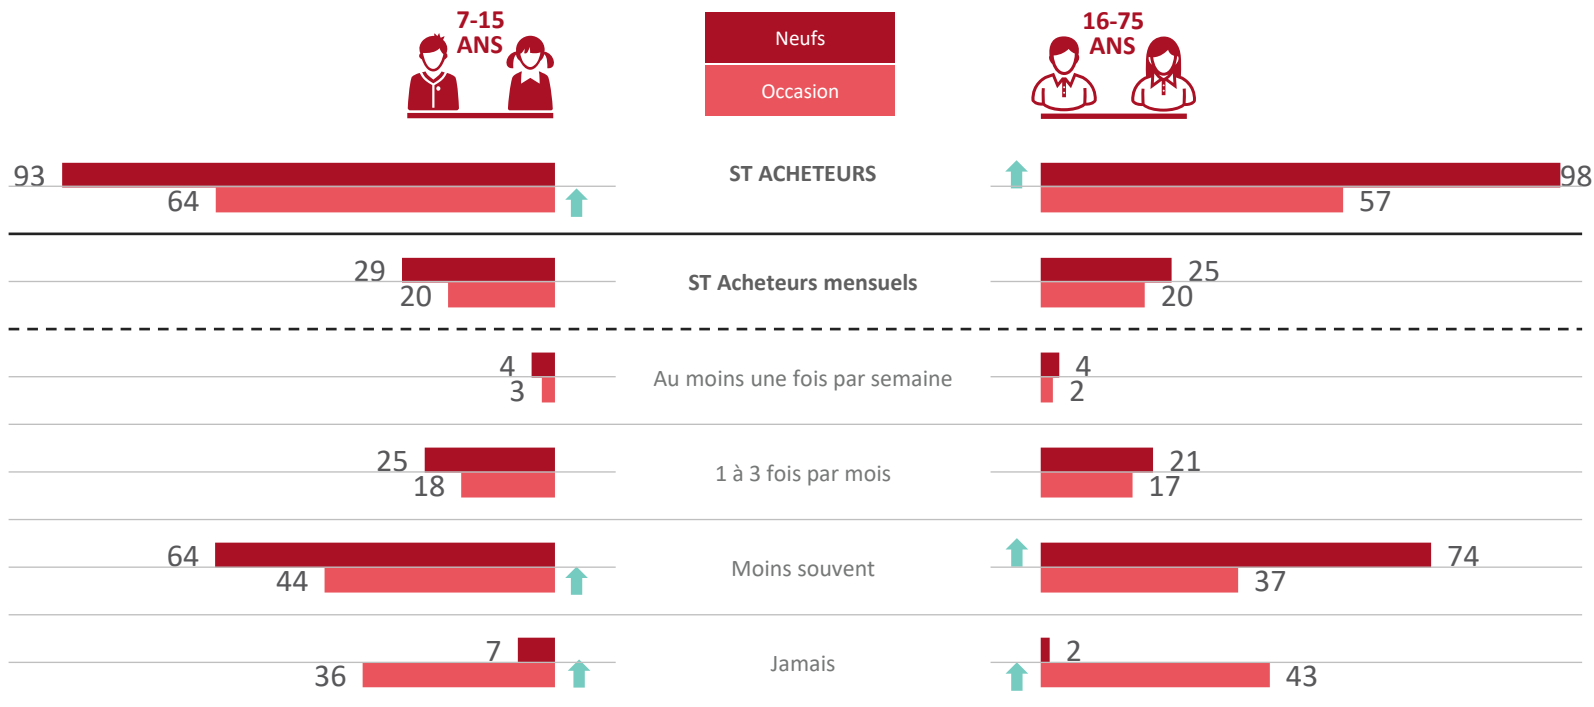 7-15
ANS
Neufs
Occasion
16-75
ANS
93
64
ST ACHETEURS
98
57
29
20
ST Acheteurs mensuels
25
20
4
3
Au moins une fois par semaine
4
2
25
18
1 à 3 fois par mois
21
17
64
44
Moins souvent
74
37
7
36
Jamais
2
43